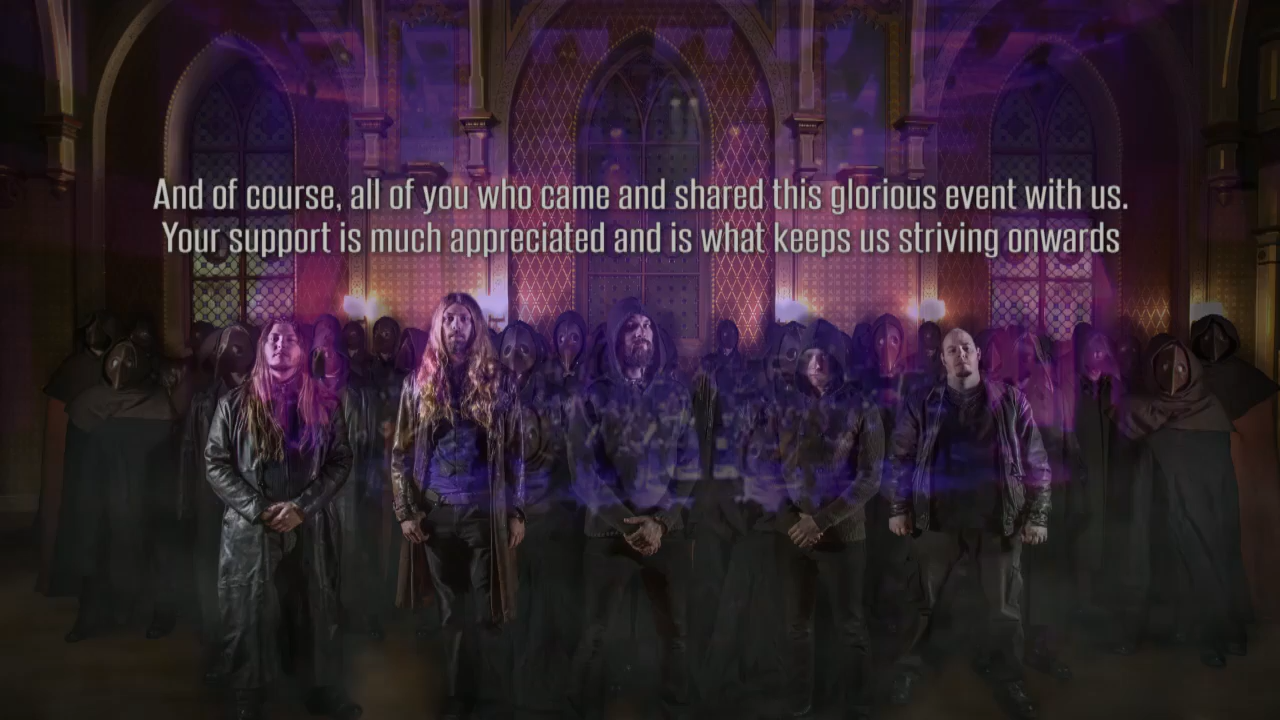 And of course, all of you who came and shared this glorious event with us.
Your support is much appreciated and is what keeps us striving onwards